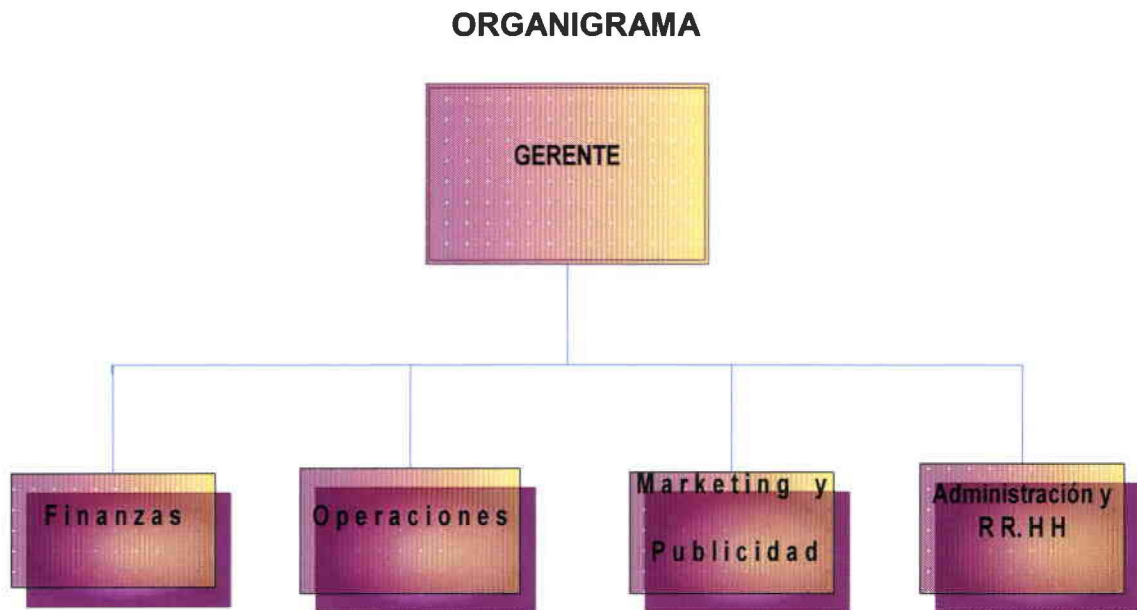 ORGANIGRAMA
GERENTE
Finanzas
Operaciones
Marketing y
Publicidad
Administración y
RR.HH